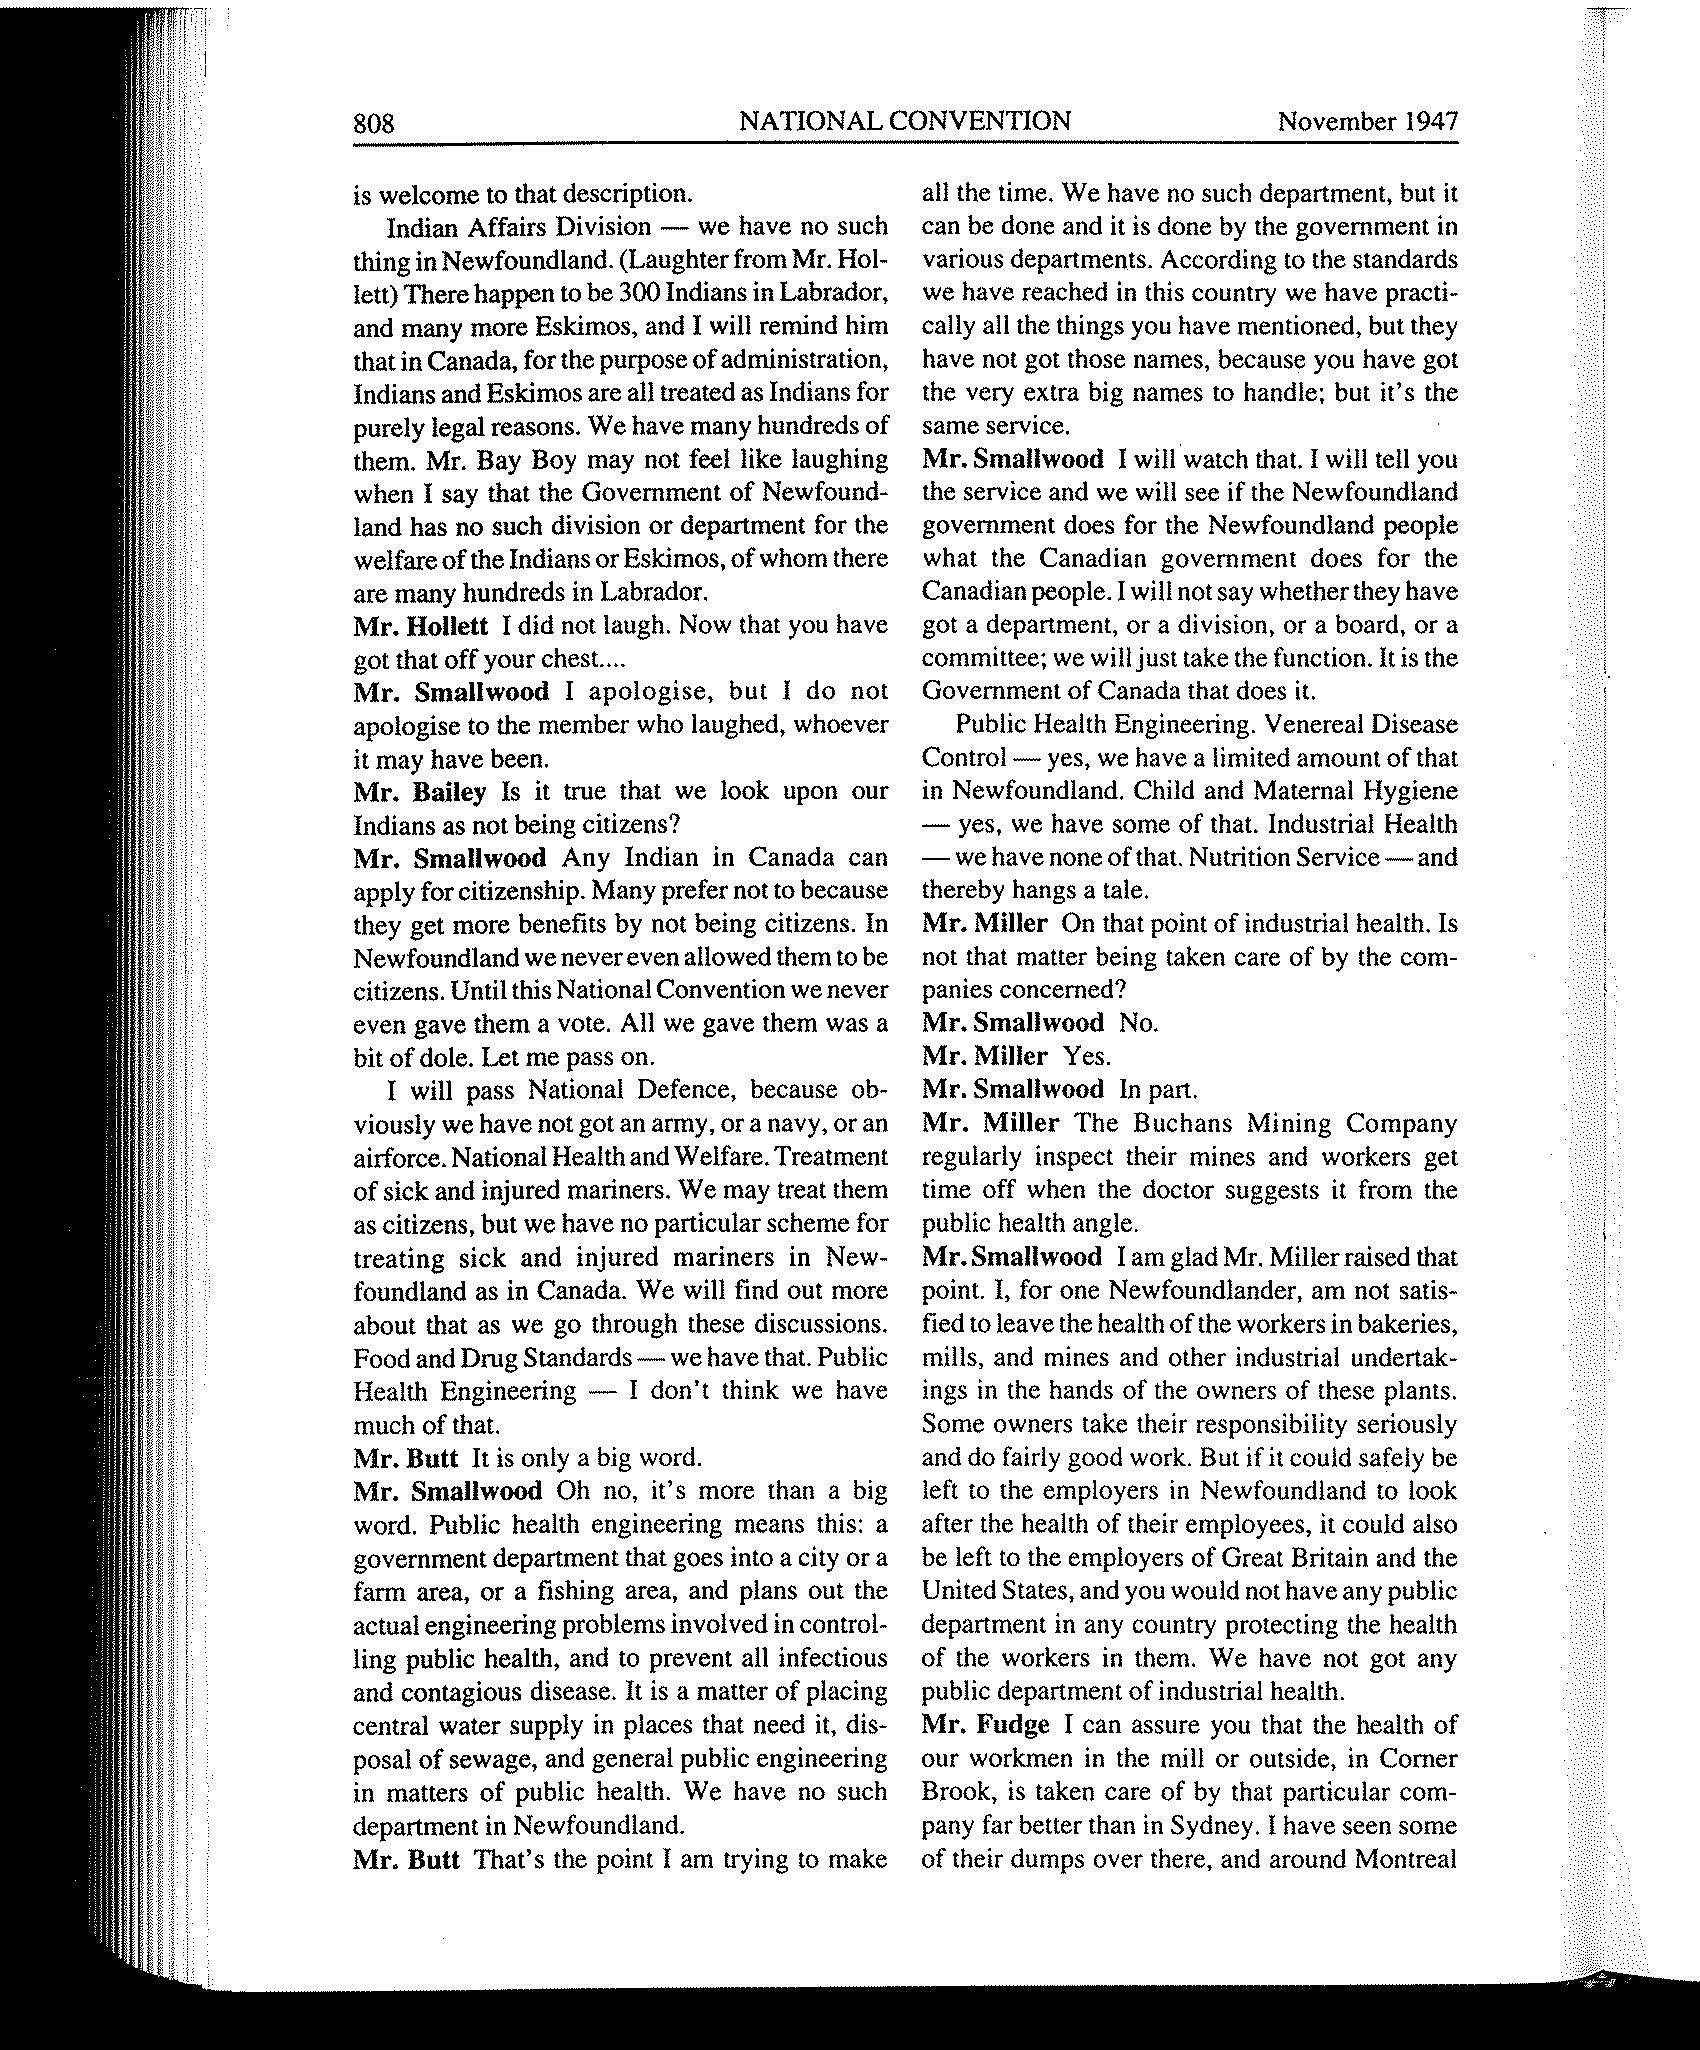 808 NATIONAL CONVENTION November 1947
is welcome to that description.
Indian Affairs Division — we have no such
thing in Newfoundland. (Laughter from Mr. Hol-
lett) There happen to be 300 Indians in Labrador,
and many more Eskimos, and I will remind him
that in Canada, for the purpose of administration,
Indians and Eskimos are all treated as Indians for
purely legal reasons. We have many hundreds of
them. Mr. Bay Boy may not feel like laughing
when I say that the Government of Newfound-
land has no such division or department for the
welfare of the Indians or Eskimos, of whom there
are many hundreds in Labrador.
Mr. Hollett I did not laugh. Now that you have
got that off your chest....
Mr. Smallwood I apologise, but I do not
apologise to the member who laughed, whoever
it may have been.
Mr. Bailey Is it true that we look upon our
Indians as not being citizens?
Mr. Smallwood Any Indian in Canada can
apply for citizenship. Many prefer not to because
they get more benefits by not being citizens. In
Newfoundland we never even allowed them to be
citizens. Until this National Convention we never
even gave them a vote. All we gave them was a
bit of dole. Let me pass on.
I will pass National Defence, because ob-
viously we have not got an army, or a navy, or an
airforce. National Health and Welfare. Treatment
of sick and injured mariners. We may treat them
as citizens, but we have no particular scheme for
treating sick and injured mariners in New-
foundland as in Canada. We will find out more
about that as we go through these discussions.
Food and Drug Standards — we have that. Public
Health Engineering — I don't think we have
much of that.
Mr. Butt It is only a big word.
Mr. Smallwood Oh no, it's more than a big
word. Public health engineering means this: a
government department that goes into a city or a
farm area, or a fishing area, and plans out the
actual engineering problems involved in control-
ling public health, and to prevent all infectious
and contagious disease. It is a matter of placing
central water supply in places that need it, dis-
posal of sewage, and general public engineering
in matters of public health. We have no such
department in Newfoundland.
Mr. Butt That's the point I am trying to make
all the time. We have no such department, but it
can be done and it is done by the government in
various departments. According to the standards
we have reached in this country we have practi-
cally all the things you have mentioned, but they
have not got those names, because you have got
the very extra big names to handle; but it's the
same service.
Mr. Smallwood I will watch that. I will tell you
the service and we will see if the Newfoundland
government does for the Newfoundland people
what the Canadian government does for the
Canadian people. I will not say whether they have
got a department, or a division, or a board, or a
committee; we will just take the function. It is the
Government of Canada that does it.
Public Health Engineering. Venereal Disease
Control — yes, we have a limited amount of that
in Newfoundland. Child and Maternal Hygiene
— yes, we have some of that. Industrial Health
— we have none of that. Nutrition Service — and
thereby hangs a tale.
Mr. Miller On that point of industrial health. Is
not that matter being taken care of by the com-
panies concerned?
Mr. Smallwood No.
Mr. Miller Yes.
Mr. Smallwood In part.
Mr. Miller The Buchans Mining Company
regularly inspect their mines and workers get
time off when the doctor suggests it from the
public health angle.
Mr. Smallwood I am glad Mr. Miller raised that
point. I, for one Newfoundlander, am not satis-
fied to leave the health of the workers in bakeries,
mills, and mines and other industrial undertak-
ings in the hands of the owners of these plants.
Some owners take their responsibility seriously
and do fairly good work. But if it could safely be
left to the employers in Newfoundland to look
after the health of their employees, it could also
be left to the employers of Great Britain and the
United States, and you would not have any public
department in any country protecting the health
of the workers in them. We have not got any
public department of industrial health.
Mr. Fudge I can assure you that the health of
our workmen in the mill or outside, in Corner
Brook, is taken care of by that particular com-
pany far better than in Sydney. I have seen some
of their dumps over there, and around Montreal